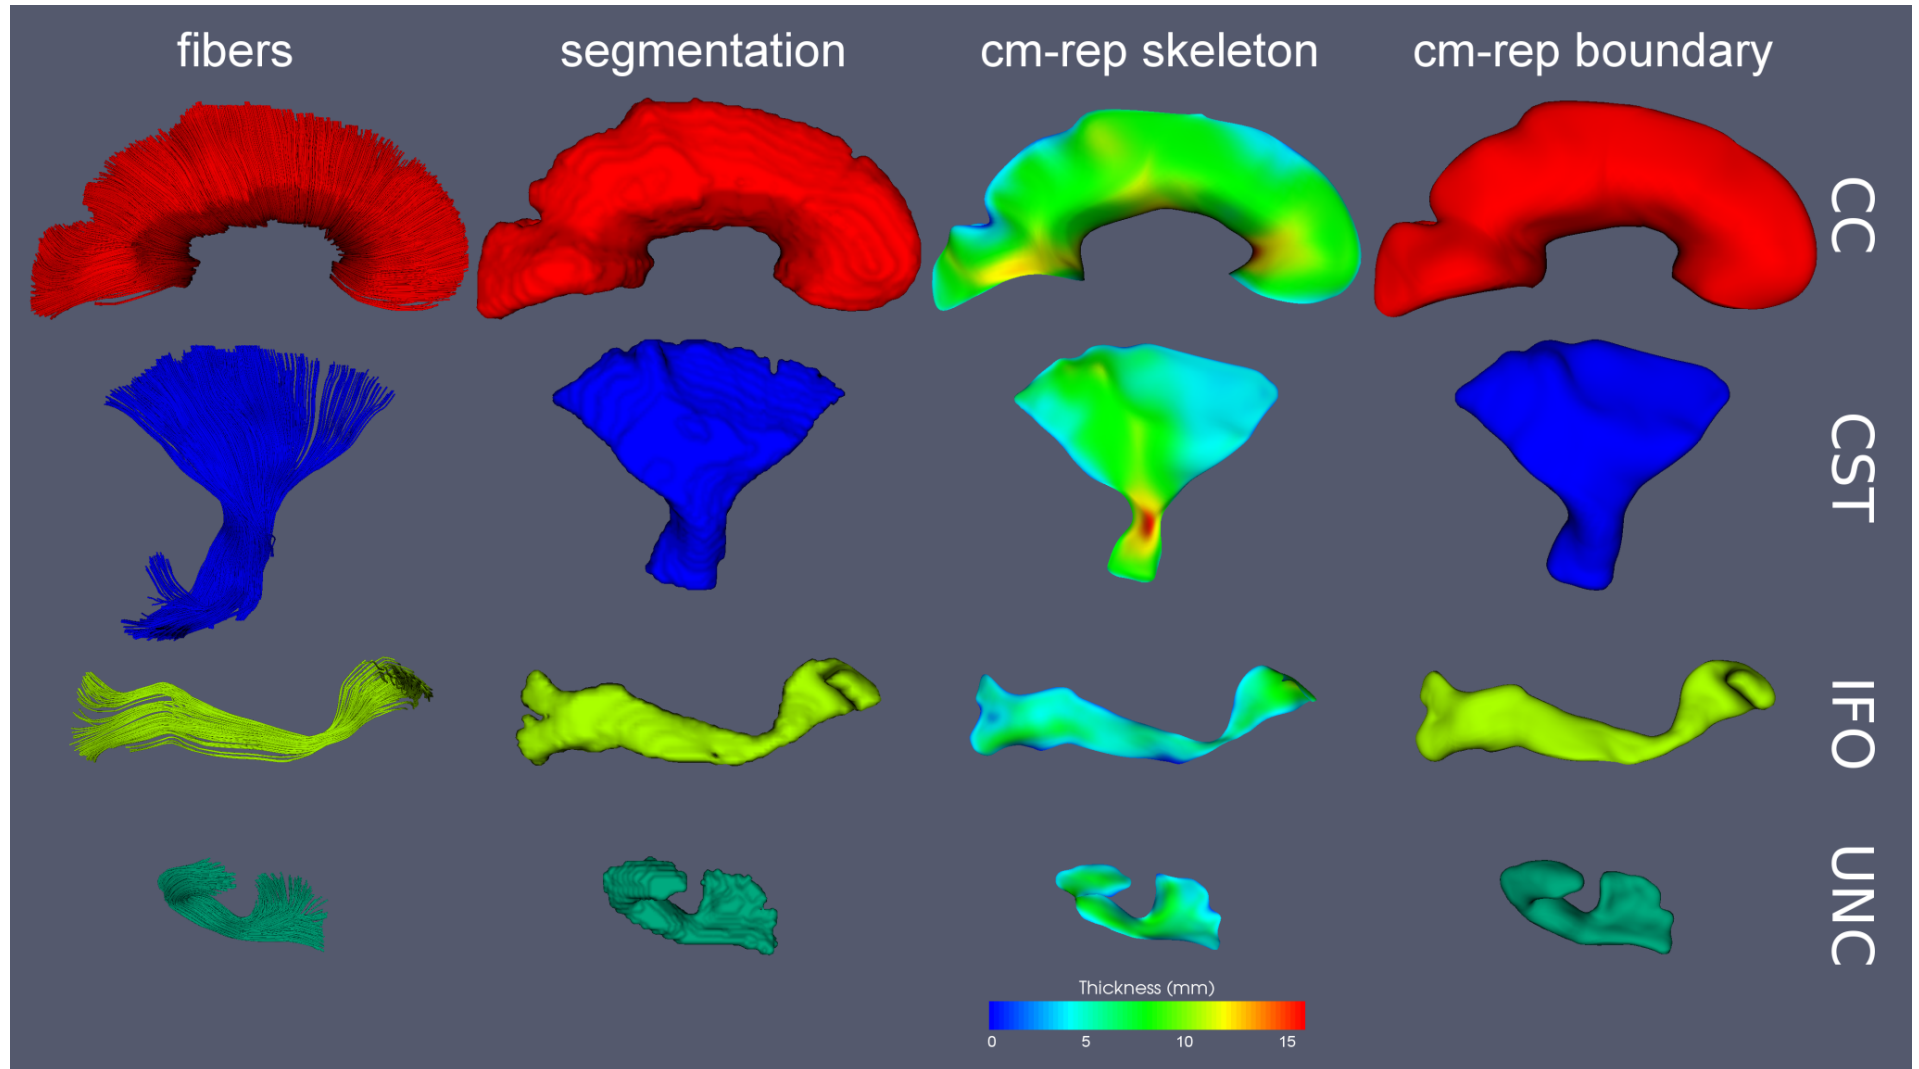 fibers
segmentation
cm-rep skeleton
cm-rep boundary
CC
CST
IFO
UNC
Thickness (mm)
0 5 10 15